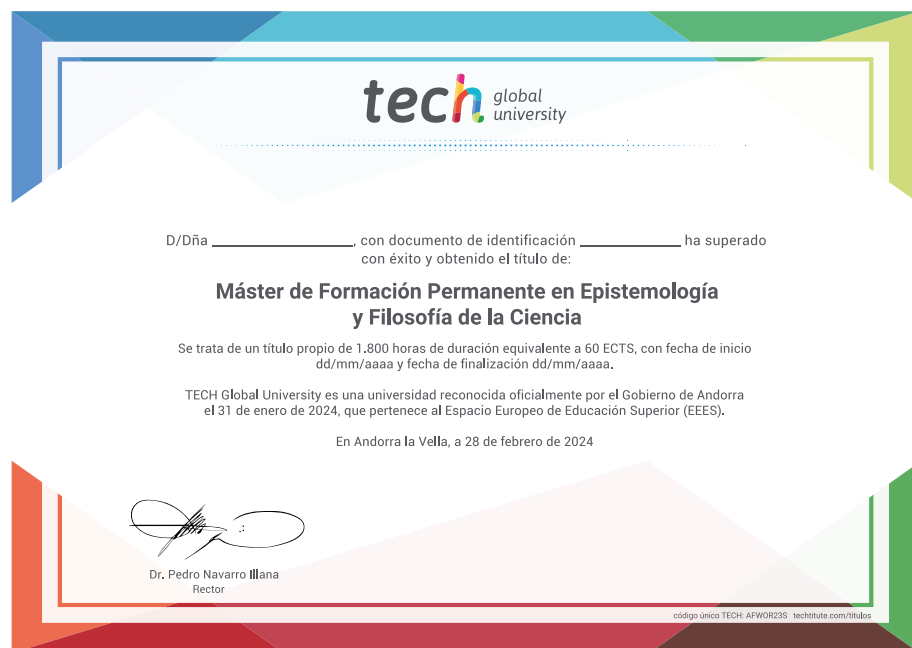 tech global university
D/Dña ____________, con documento de identificación ____________ ha superado
con éxito y obtenido el título de:
Máster de Formación Permanente en Epistemología
y Filosofía de la Ciencia
Se trata de un título propio de 1.800 horas de duración equivalente a 60 ECTS, con fecha de inicio
dd/mm/aaaa y fecha de finalización dd/mm/aaaa.
TECH Global University es una universidad reconocida oficialmente por el Gobierno de Andorra
el 31 de enero de 2024, que pertenece al Espacio Europeo de Educación Superior (EEES).
En Andorra la Vella, a 28 de febrero de 2024
Dr. Pedro Navarro Illana
Rector
código único TECH: AFWOR23S techtitute.com/titulos